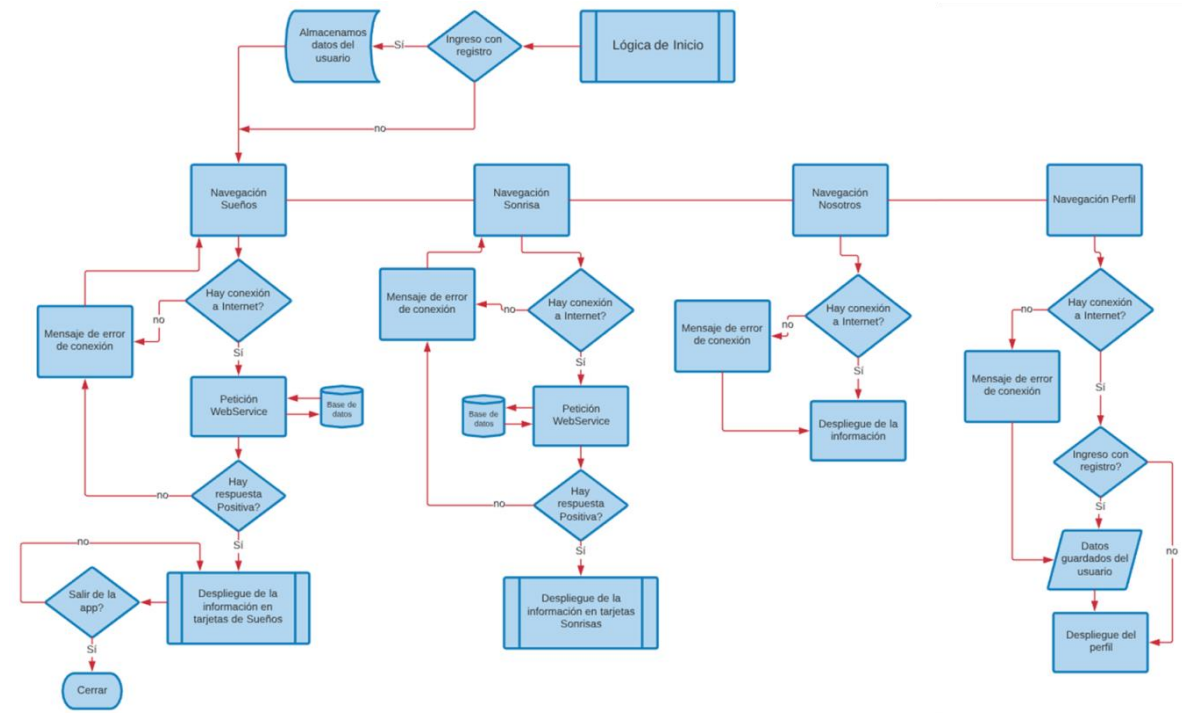 Almacenamos
datos del
usuario
Sí
Ingreso con
registro
Lógica de Inicio
no
Navegación
Sueños
Navegación
Sonrisa
Navegación
Nosotros
Navegación Perfil
Hay conexión
a Internet?
no
Mensaje de error
de conexión
Sí
Petición
WebService
Base de
datos
Hay
respuesta
Positiva?
no
Sí
Despliegue de la
información en
tarjetas de Sueños
no
Salir de la
app?
Sí
Cerrar
Mensaje de error
de conexión
no
Hay conexión
a Internet?
Sí
Base de
datos
Petición
WebService
Hay
respuesta
Positiva?
no
Sí
Despliegue de la
información en tarjetas
Sonrisas
Mensaje de error
de conexión
no
Hay conexión
a Internet?
Sí
Despliegue de la
información
Hay conexión
a Internet?
no
Mensaje de error
de conexión
Sí
Ingreso con
registro?
Sí
no
Datos
guardados del
usuario
Despliegue del
perfil